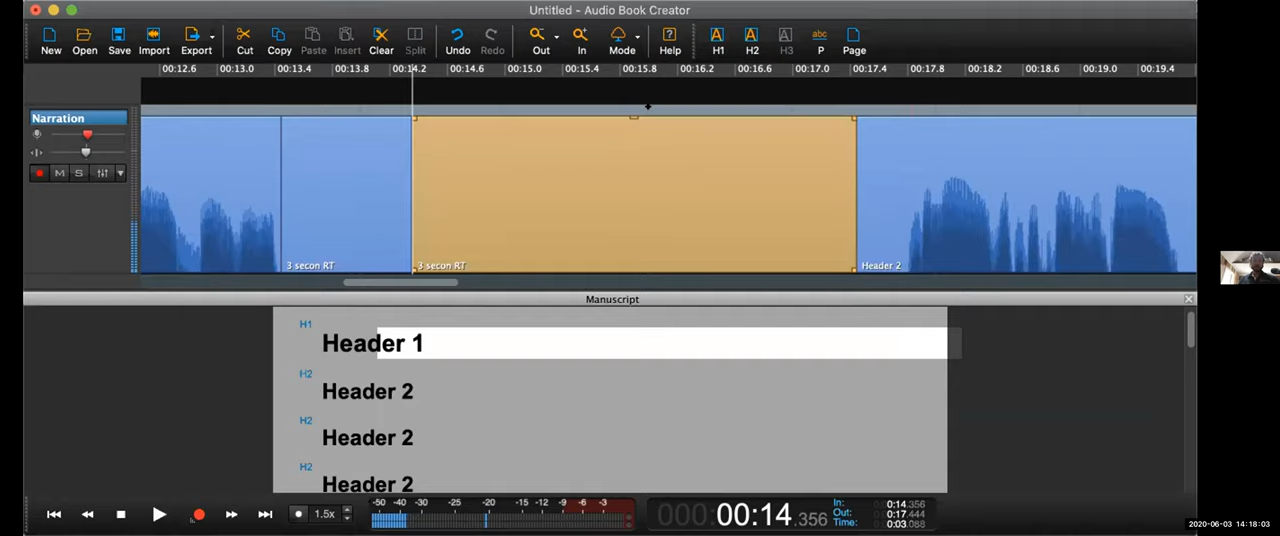 Untitled - Audio Book Creator
New Open Save Import Export Cut Copy Paste Insert Clear Split Undo Redo Out In Mode Help H1 H2 H3 abc P Page
00:12.6 00:13.0 00:13.4 00:13.8 00:14.2 00:14.6 00:15.0 00:15.4 00:15.8 00:16.2 00:16.6 00:17.0 00:17.4 00:17.8 00:18.2 00:18.6 00:19.0 00:19.4
Narration
M S
3 secon RT 3 secon RT Header 2
Manuscript
H1
Header 1
H2
Header 2
H2
Header 2
H2
Header 2
1.5x
-50 -40 -30 -25 -20 -15 -12 -9 -6 -3
000:00:14.356
In: 0:14.356
Out: 0:17.444
Time: 0:03.088
2020-06-03 14:18:03